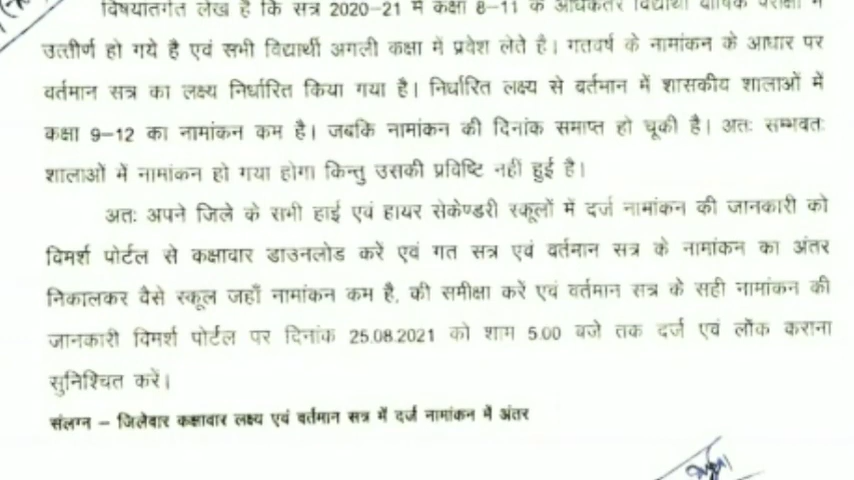 विषयातर्गत लेख है कि सत्र 2020-21 में कक्षा 8-11 के अधिकतर विद्यार्थी वार्षिक परीक्षा में
उत्तीर्ण हो गये है एवं सभी विद्यार्थी अगली कक्षा में प्रवेश लेते है। गतवर्ष के नामांकन के आधार पर
वर्तमान सत्र का लक्ष्य निर्धारित किया गया है। निर्धारित लक्ष्य से वर्तमान में शासकीय शालाओं में
कक्षा 9-12 का नामांकन कम है। जबकि नामांकन की दिनांक समाप्त हो चूकी है। अतः सम्भवतः
शालाओं में नामांकन हो गया होगा किन्तु उसकी प्रविष्टि नहीं हुई है।
अतः अपने जिले के सभी हाई एवं हायर सेकेण्डरी स्कूलों में दर्ज नामांकन की जानकारी को
विमर्श पोर्टल से कक्षावार डाउनलोड करें एवं गत सत्र एवं वर्तमान सत्र के नामांकन का अंतर
निकालकर वैसे स्कूल जहाँ नामांकन कम है, की समीक्षा करें एवं वर्तमान सत्र के सही नामांकन की
जानकारी विमर्श पोर्टल पर दिनांक 25.08.2021 को शाम 5.00 बजे तक दर्ज एवं लॉक कराना
सुनिश्चित करें।
संलग्न – जिलेवार कक्षावार लक्ष्य एवं वर्तमान सत्र में दर्ज नामांकन में अंतर